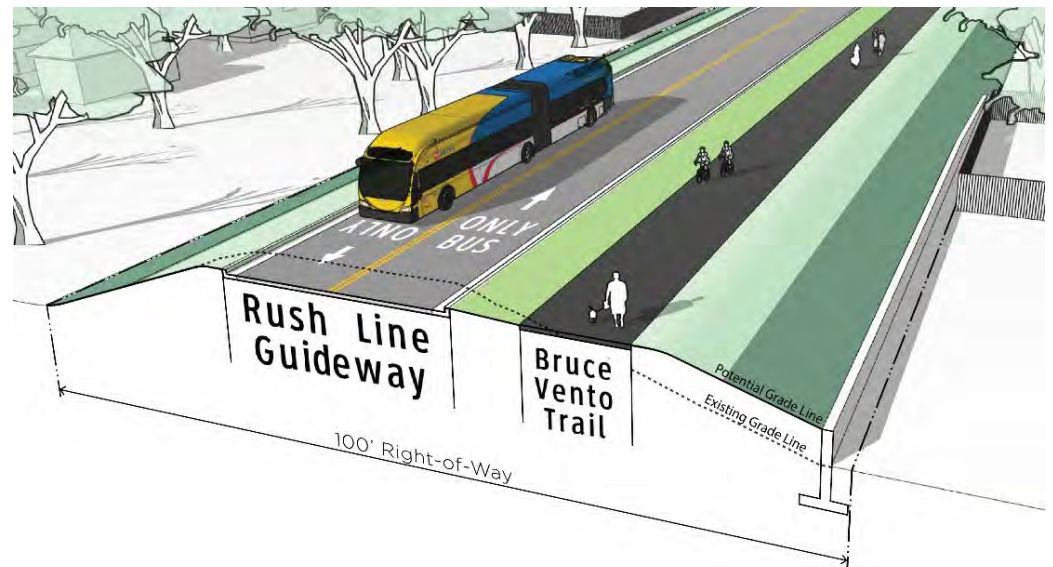 ONLY
BUS
ONLY
Rush Line
Guideway
Bruce
Vento
Trail
Potential Grade Line
Existing Grade Line
100' Right-of-Way